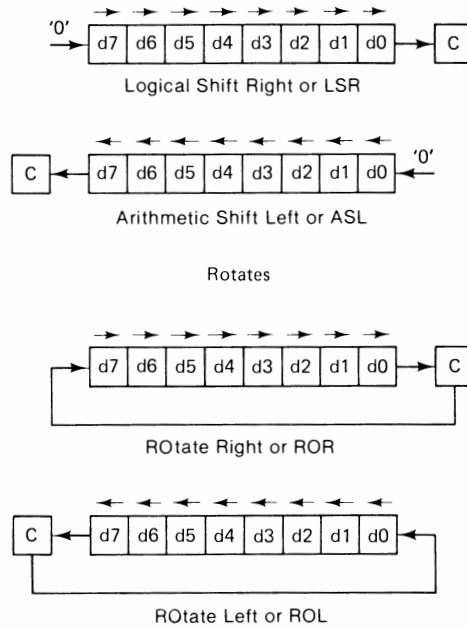 '0' d7 d6 d5 d4 d3 d2 d1 d0 C
Logical Shift Right or LSR
C d7 d6 d5 d4 d3 d2 d1 d0 '0'
Arithmetic Shift Left or ASL
Rotates
d7 d6 d5 d4 d3 d2 d1 d0 C
ROtate Right or ROR
C d7 d6 d5 d4 d3 d2 d1 d0
ROtate Left or ROL